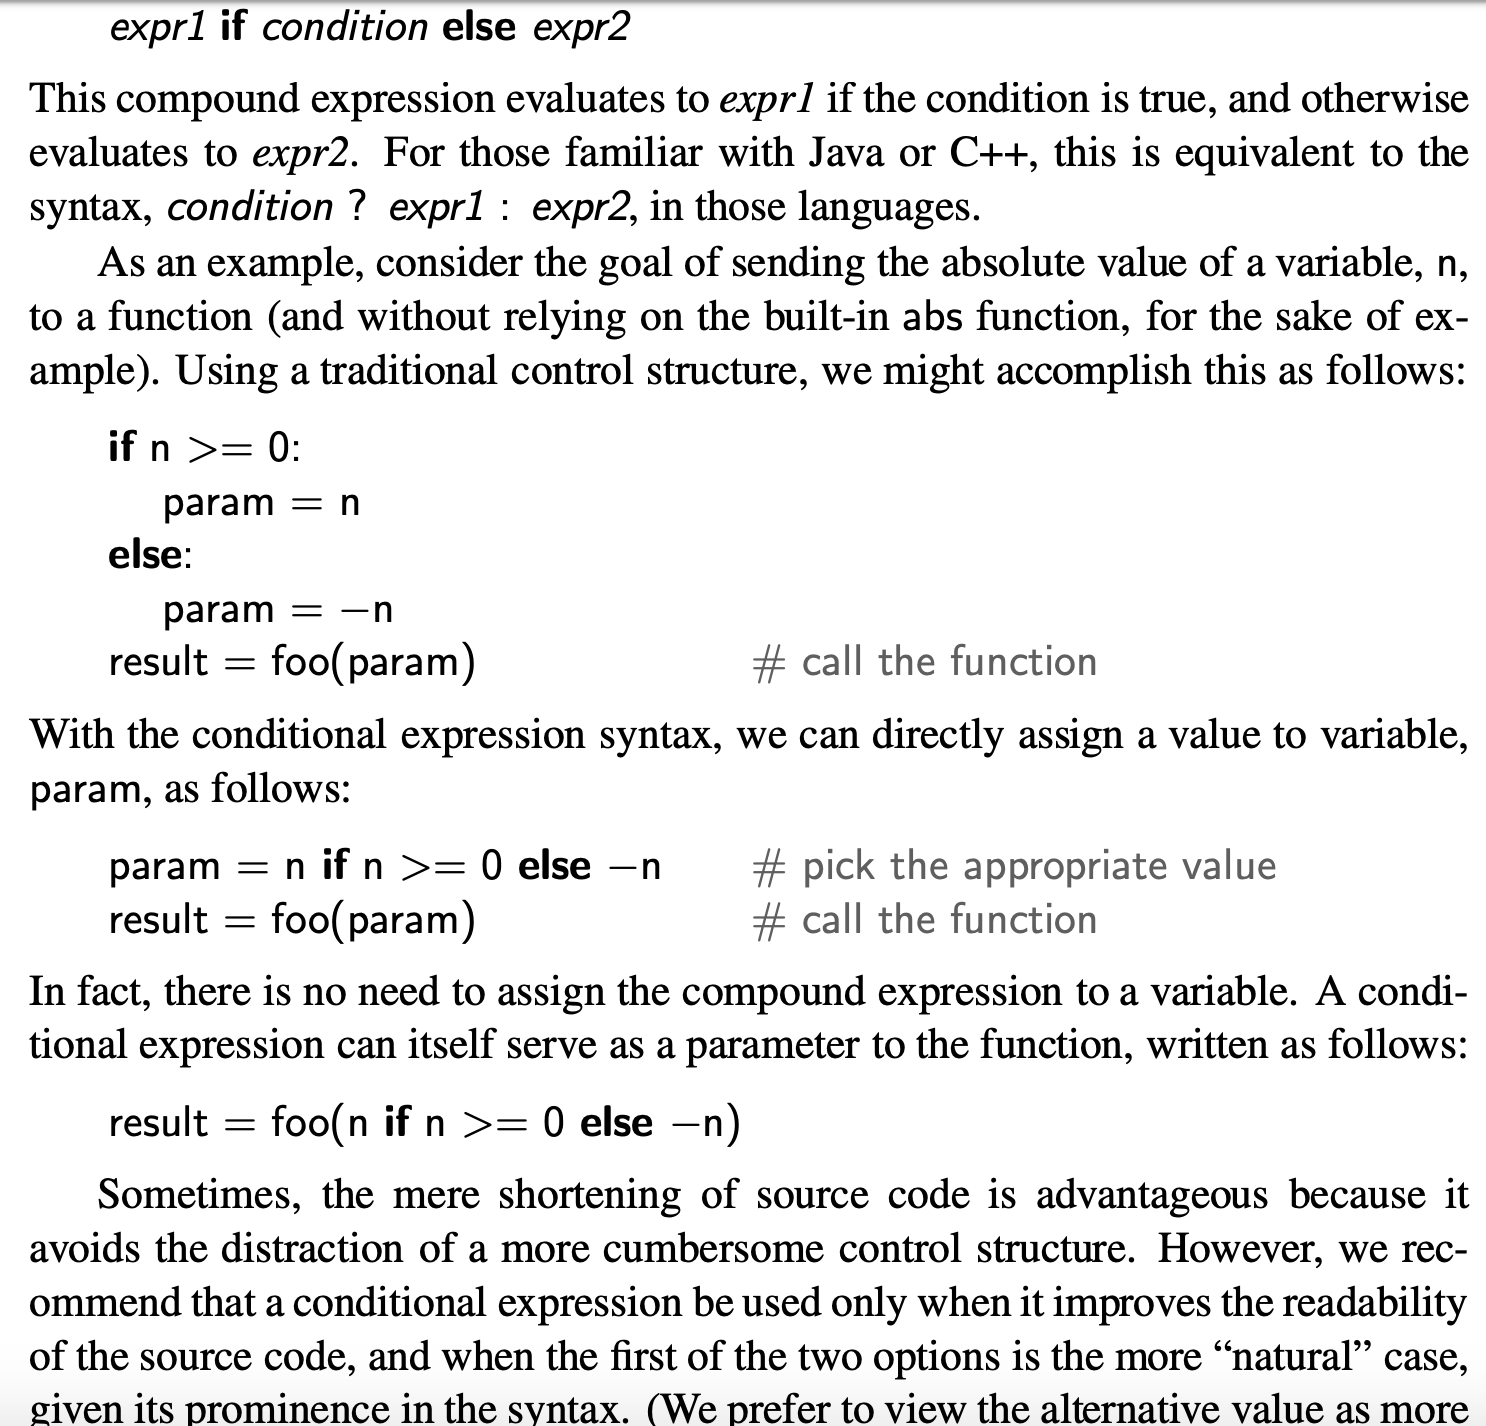 expr1 if condition else expr2
This compound expression evaluates to expr1 if the condition is true, and otherwise
evaluates to expr2. For those familiar with Java or C++, this is equivalent to the
syntax, condition ? expr1 : expr2, in those languages.
As an example, consider the goal of sending the absolute value of a variable, n,
to a function (and without relying on the built-in abs function, for the sake of ex-
ample). Using a traditional control structure, we might accomplish this as follows:
if n >= 0:
param = n
else:
param = −n
result = foo(param) # call the function
With the conditional expression syntax, we can directly assign a value to variable,
param, as follows:
param = n if n >= 0 else −n # pick the appropriate value
result = foo(param) # call the function
In fact, there is no need to assign the compound expression to a variable. A condi-
tional expression can itself serve as a parameter to the function, written as follows:
result = foo(n if n >= 0 else −n)
Sometimes, the mere shortening of source code is advantageous because it
avoids the distraction of a more cumbersome control structure. However, we rec-
ommend that a conditional expression be used only when it improves the readability
of the source code, and when the first of the two options is the more “natural” case,
given its prominence in the syntax. (We prefer to view the alternative value as more